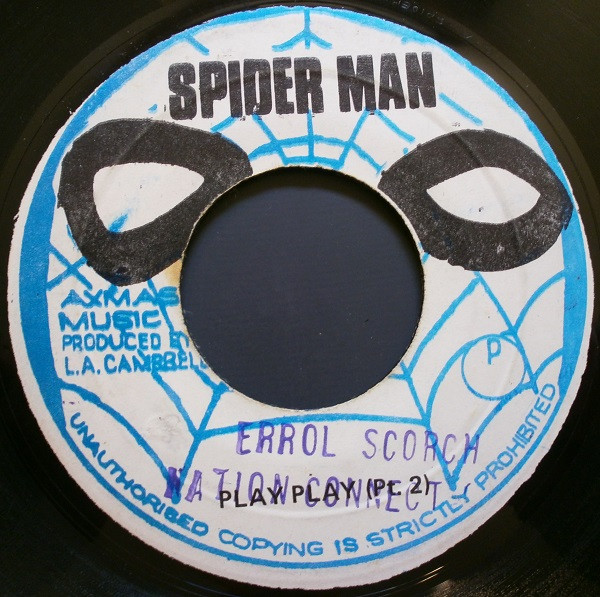 SPIDER MAN
AXMAS
MUSIC
PRODUCED BY
L.A. CAMPBELL
P
ERROL SCORCH
NATION CONNECT
PLAY PLAY (Pt. 2)
UNAUTHORISED COPYING IS STRICTLY PROHIBITED